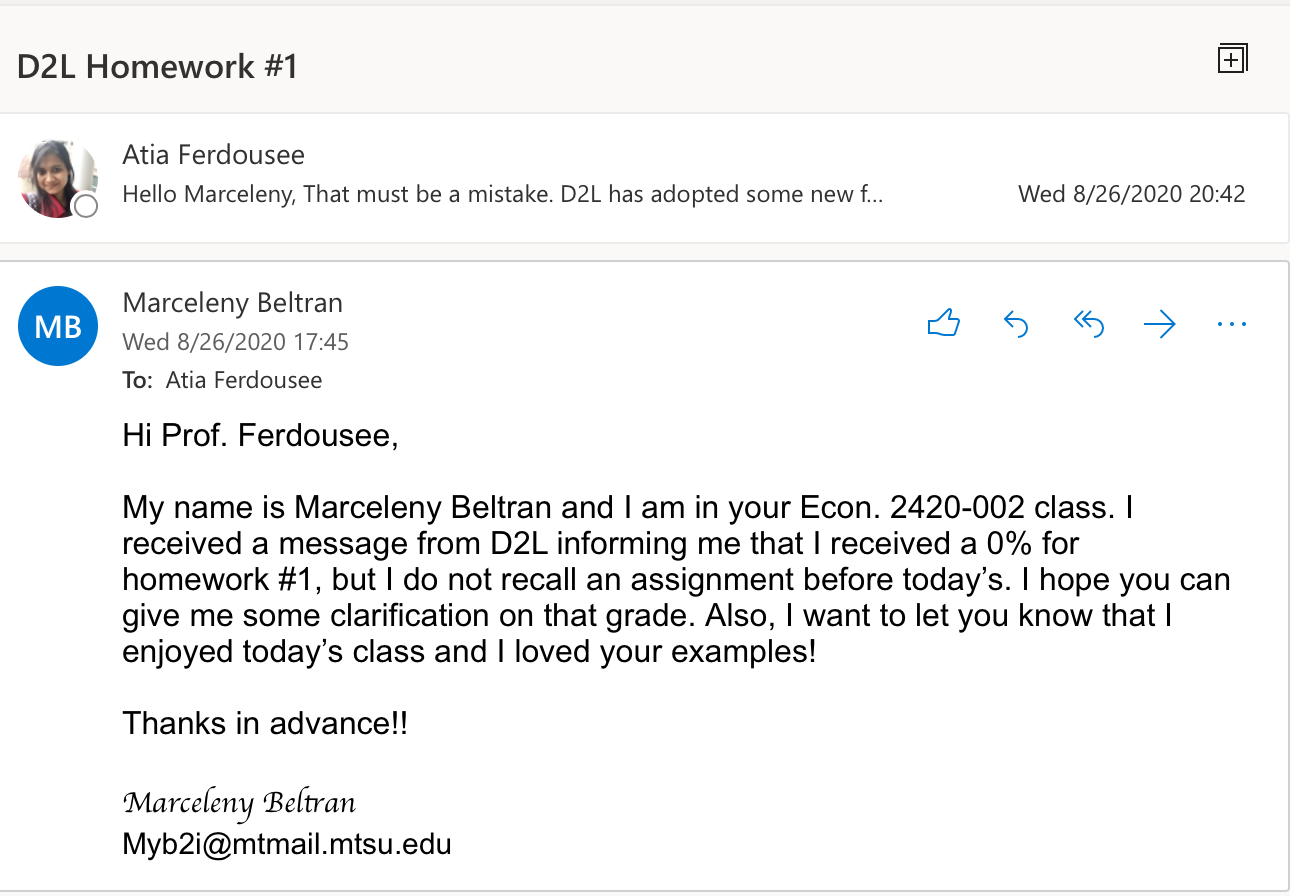 D2L Homework #1
Atia Ferdousee
Hello Marceleny, That must be a mistake. D2L has adopted some new f...
Wed 8/26/2020 20:42
MB
Marceleny Beltran
Wed 8/26/2020 17:45
To: Atia Ferdousee
Hi Prof. Ferdousee,
My name is Marceleny Beltran and I am in your Econ. 2420-002 class. I
received a message from D2L informing me that I received a 0% for
homework #1, but I do not recall an assignment before today’s. I hope you can
give me some clarification on that grade. Also, I want to let you know that I
enjoyed today’s class and I loved your examples!
Thanks in advance!!
Marceleny Beltran
Myb2i@mtmail.mtsu.edu